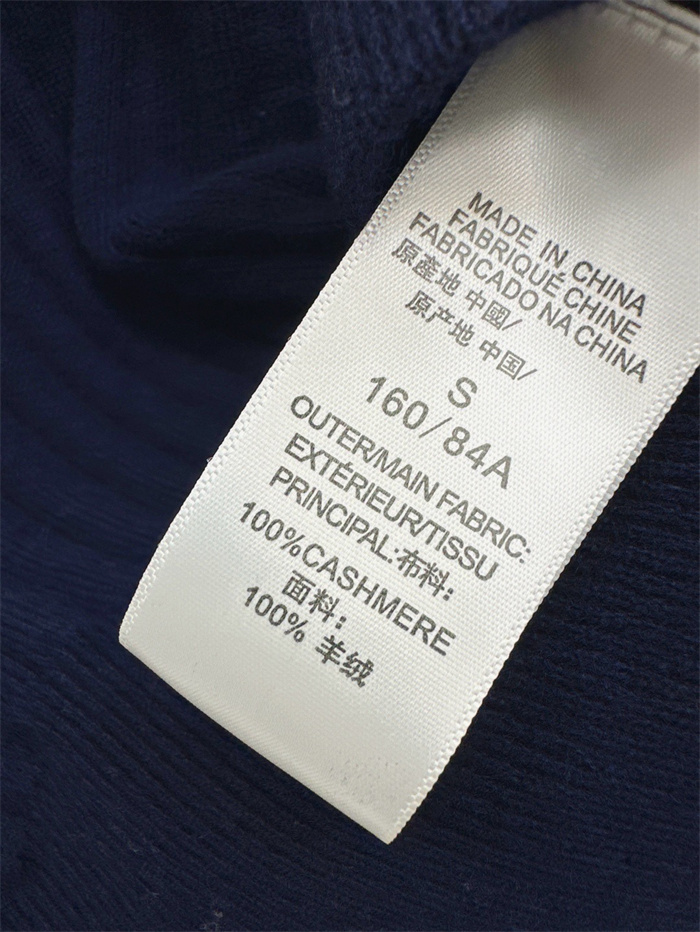 MADE IN CHINA
FABRIQUÉ CHINE
FABRICADO NA CHINA
原產地 中國/
原产地 中国/
S
160/84A
OUTER/MAIN FABRIC:
EXTÉRIEUR/TISSU
PRINCIPAL:布料:
100%CASHMERE
面料:
100% 羊绒